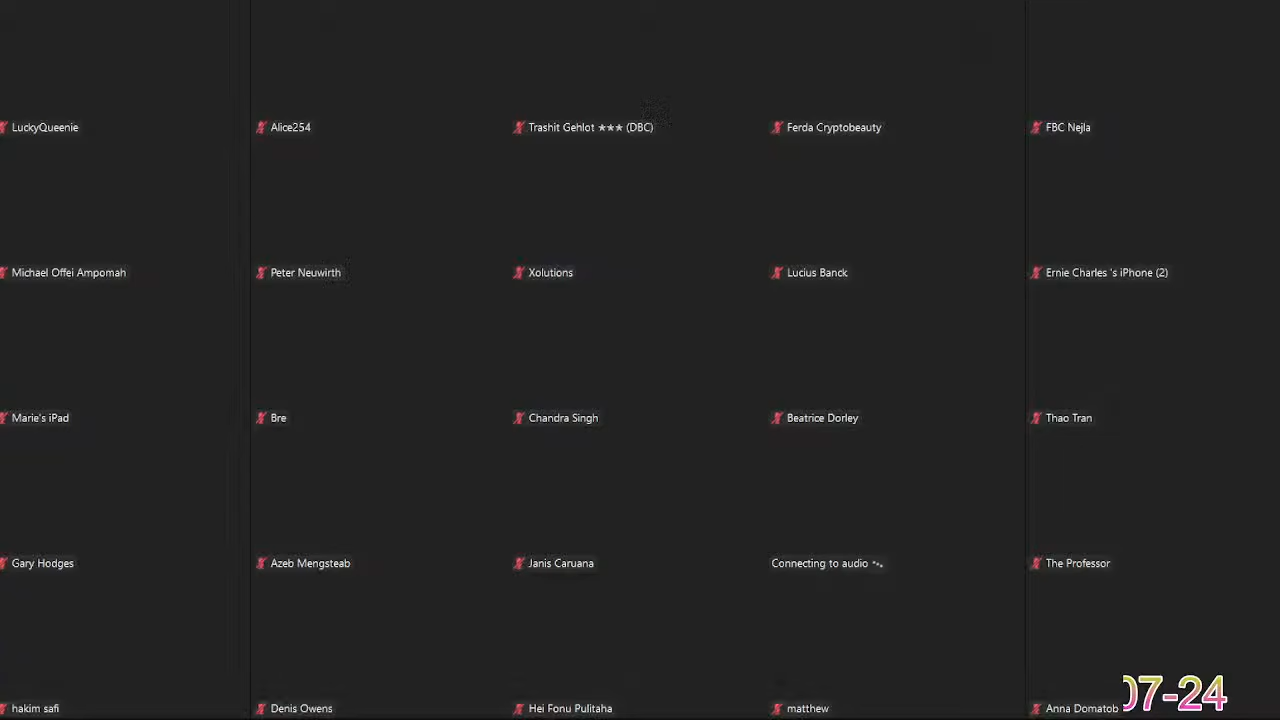 LuckyQueenie
Alice254
Trashit Gehlot ★★★ (DBC)
Ferda Cryptobeauty
FBC Nejla
Michael Offei Ampomah
Peter Neuwirth
Xolutions
Lucius Banck
Ernie Charles 's iPhone (2)
Marie's iPad
Bre
Chandra Singh
Beatrice Dorley
Thao Tran
Gary Hodges
Azeb Mengsteab
Janis Caruana
Connecting to audio
The Professor
hakim safi
Denis Owens
Hei Fonu Pulitaha
matthew
Anna Domatob
07-24